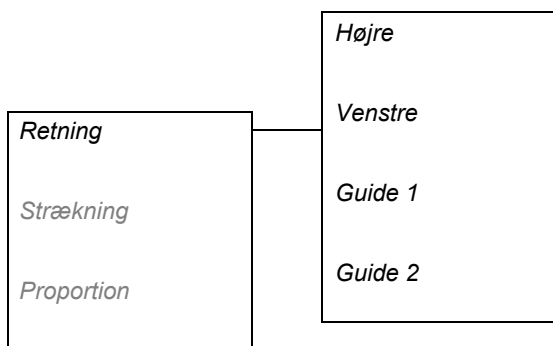 Retning
Strækning
Proportion
Højre
Venstre
Guide 1
Guide 2